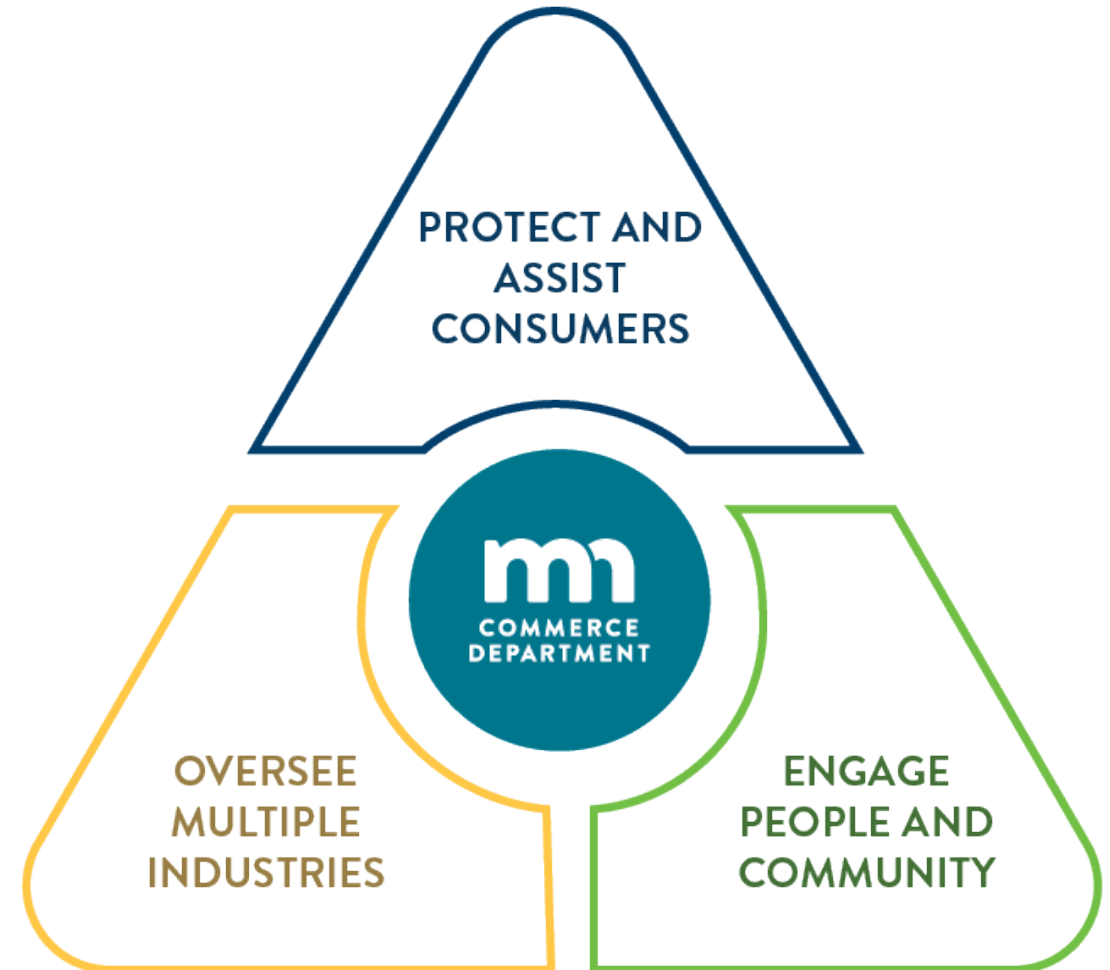 PROTECT AND
ASSIST
CONSUMERS
mn
COMMERCE
DEPARTMENT
OVERSEE
MULTIPLE
INDUSTRIES
ENGAGE
PEOPLE AND
COMMUNITY